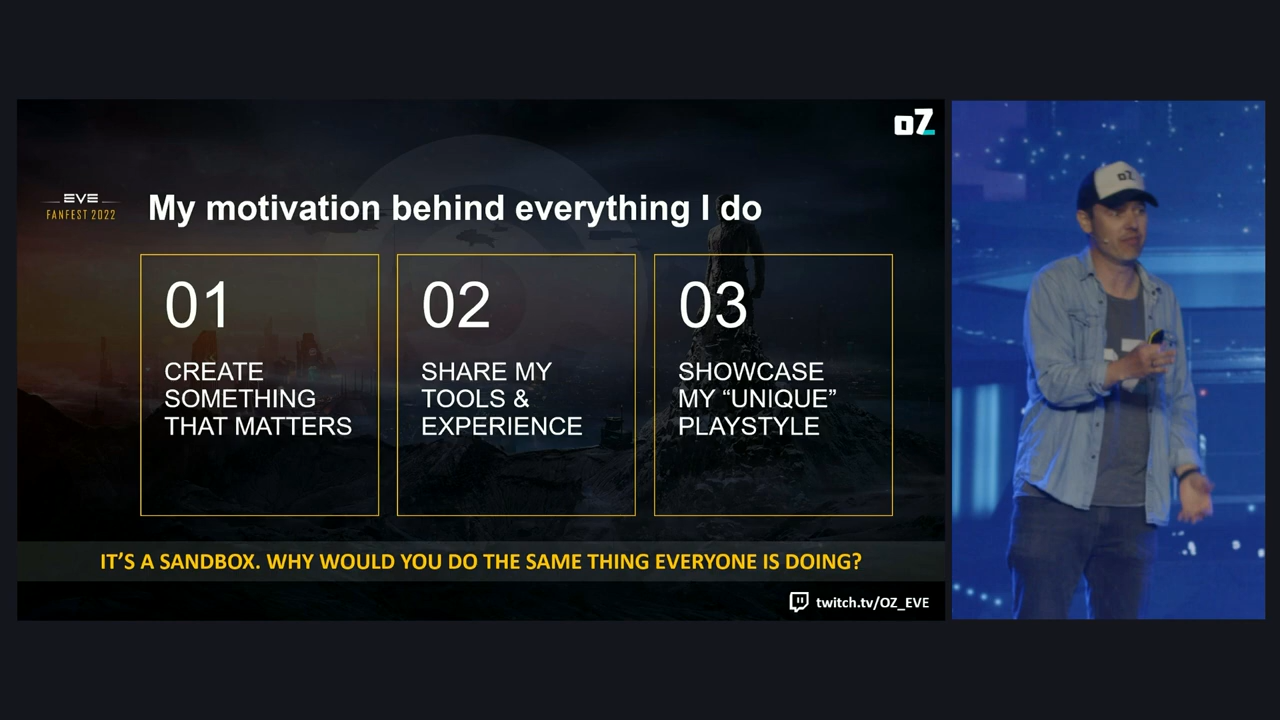 oZ
EVE
FANFEST 2022
My motivation behind everything I do
01
CREATE
SOMETHING
THAT MATTERS
02
SHARE MY
TOOLS &
EXPERIENCE
03
SHOWCASE
MY “UNIQUE”
PLAYSTYLE
IT’S A SANDBOX. WHY WOULD YOU DO THE SAME THING EVERYONE IS DOING?
twitch.tv/OZ_EVE
oZ